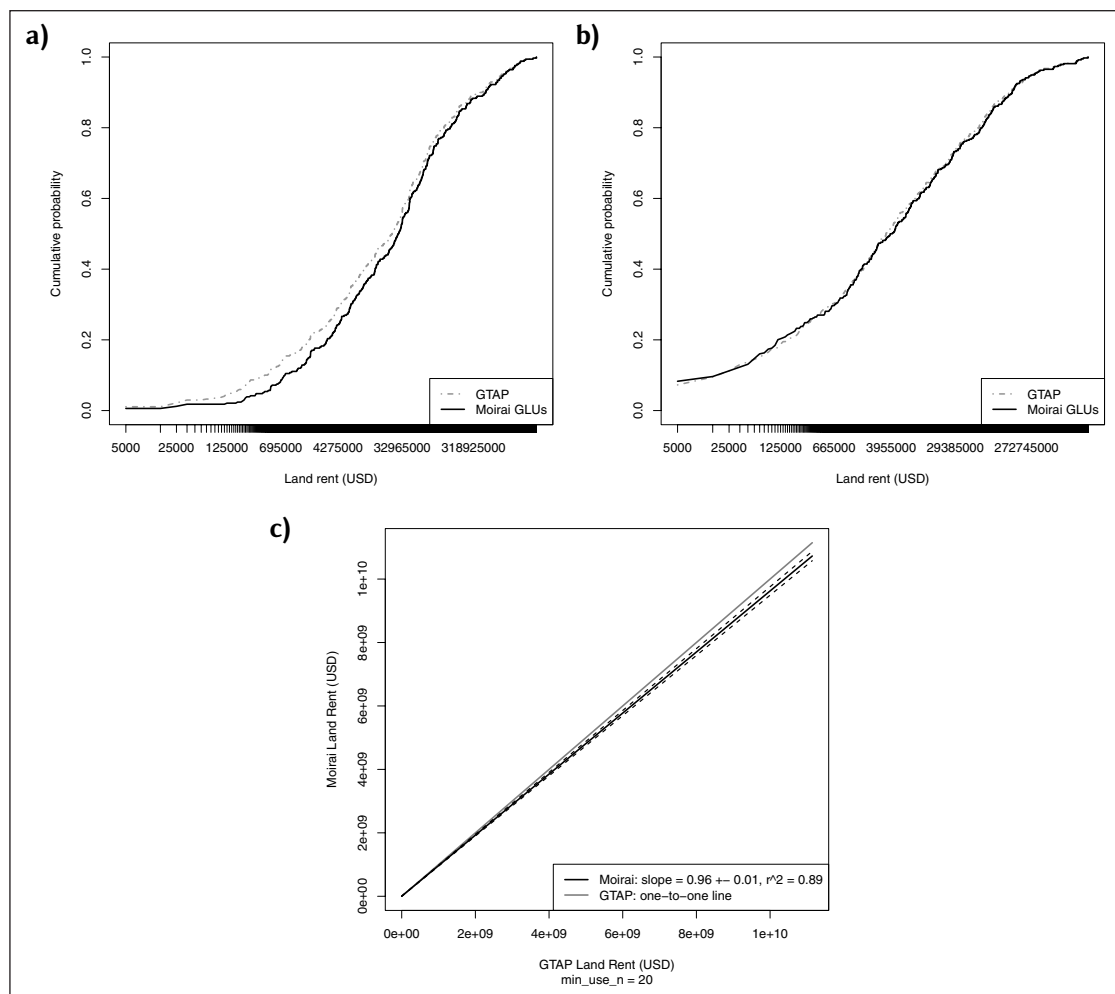 a)
Cumulative probability
0.0 0.2 0.4 0.6 0.8 1.0
GTAP
Moirai GLUs
5000 25000 125000 695000 4275000 32965000 318925000
Land rent (USD)
b)
Cumulative probability
0.0 0.2 0.4 0.6 0.8 1.0
GTAP
Moirai GLUs
5000 25000 125000 665000 3955000 29385000 272745000
Land rent (USD)
c)
Moirai Land Rent (USD)
0e+00 2e+09 4e+09 6e+09 8e+09 1e+10
Moirai: slope = 0.96 +- 0.01, r^2 = 0.89
GTAP: one-to-one line
0e+00 2e+09 4e+09 6e+09 8e+09 1e+10
GTAP Land Rent (USD)
min_use_n = 20